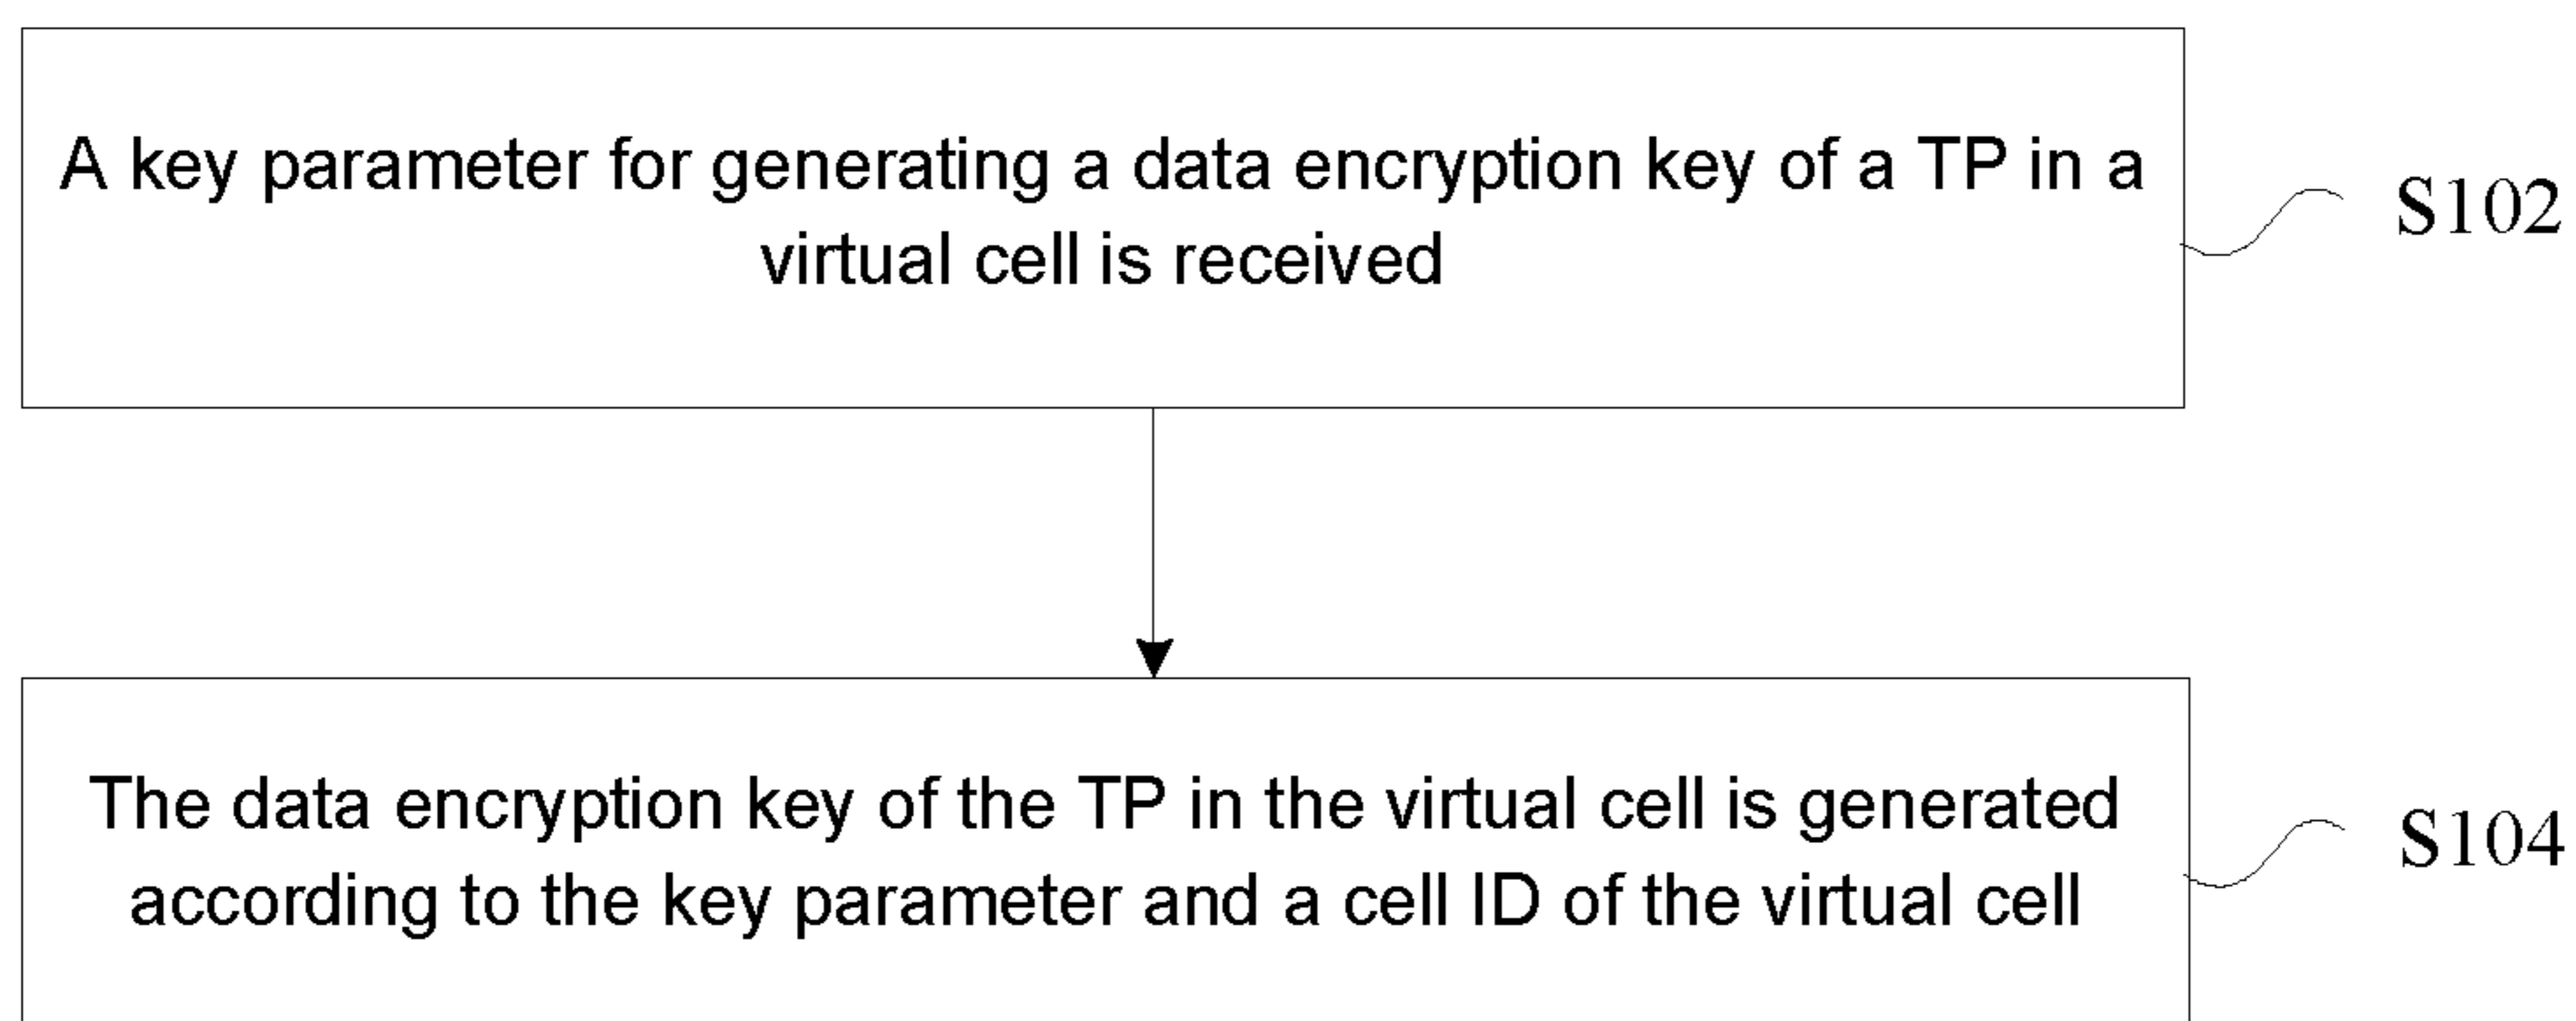 A key parameter for generating a data encryption key of a TP in a
virtual cell is received
S102
The data encryption key of the TP in the virtual cell is generated
according to the key parameter and a cell ID of the virtual cell
S104